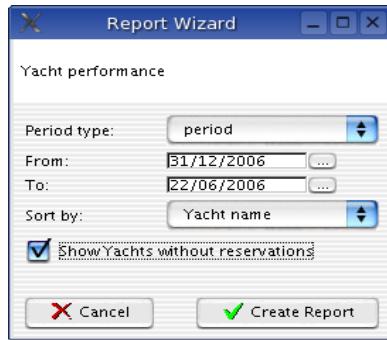 Report Wizard
Yacht performance
Period type: period
From: 31/12/2006 ...
To: 22/06/2006 ...
Sort by: Yacht name
Show Yachts without reservations
Cancel Create Report